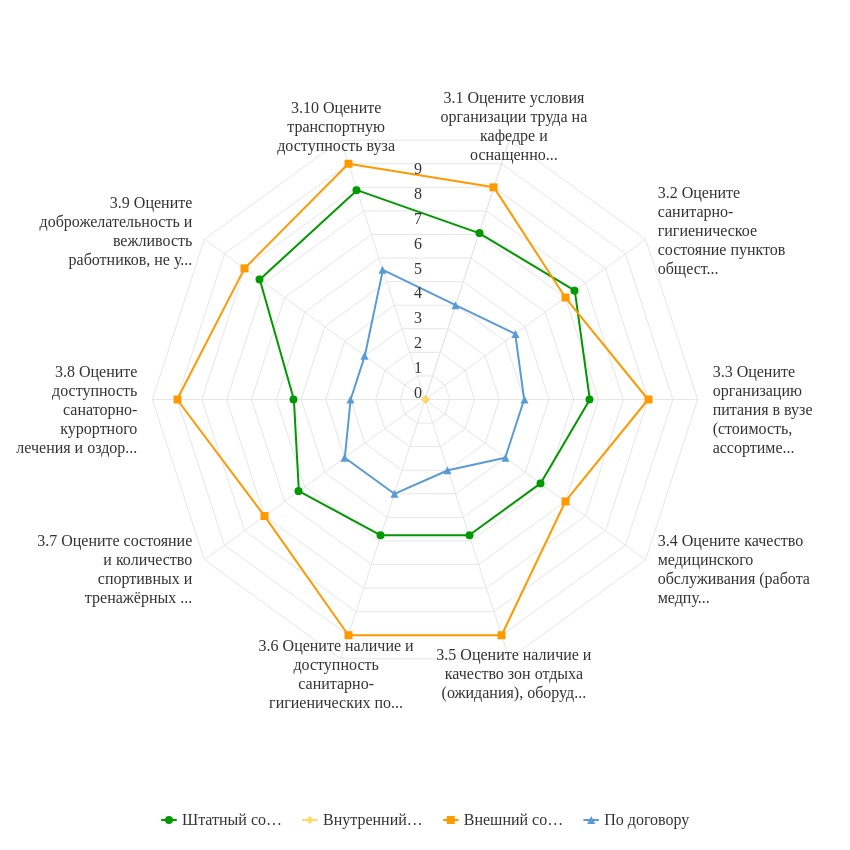 3.1 Оцените условия
организации труда на
кафедре и
оснащенно...
3.2 Оцените
санитарно-
гигиеническое
состояние пунктов
общест...
3.3 Оцените
организацию
питания в вузе
(стоимость,
ассортиме...
3.4 Оцените качество
медицинского
обслуживания (работа
медпу...
3.5 Оцените наличие и
качество зон отдыха
(ожидания), оборуд...
3.6 Оцените наличие и
доступность
санитарно-
гигиенических по...
3.7 Оцените состояние
и количество
спортивных и
тренажёрных ...
3.8 Оцените
доступность
санаторно-
курортного
лечения и оздор...
3.9 Оцените
доброжелательность и
вежливость
работников, не у...
3.10 Оцените
транспортную
доступность вуза
9
8
7
6
5
4
3
2
1
0
Штатный со… Внутренний… Внешний со… По договору